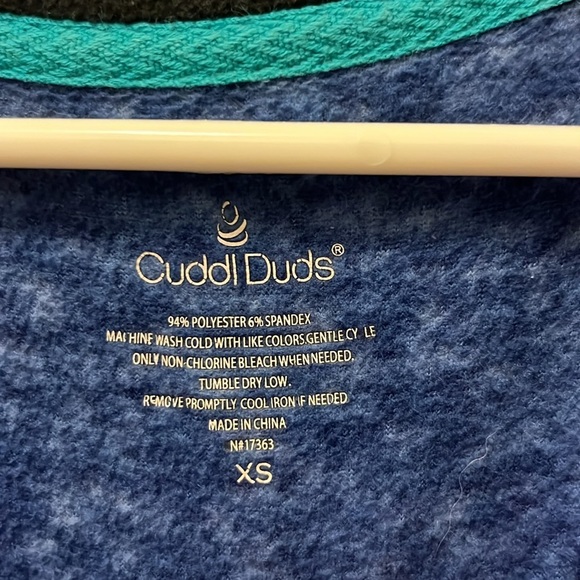 Cuddl Duds®
94% POLYESTER 6% SPANDEX
MACHINE WASH COLD WITH LIKE COLORS.GENTLE CYCLE
ONLY NON-CHLORINE BLEACH WHEN NEEDED.
TUMBLE DRY LOW.
REMOVE PROMPTLY. COOL IRON IF NEEDED
MADE IN CHINA
N#17363
XS